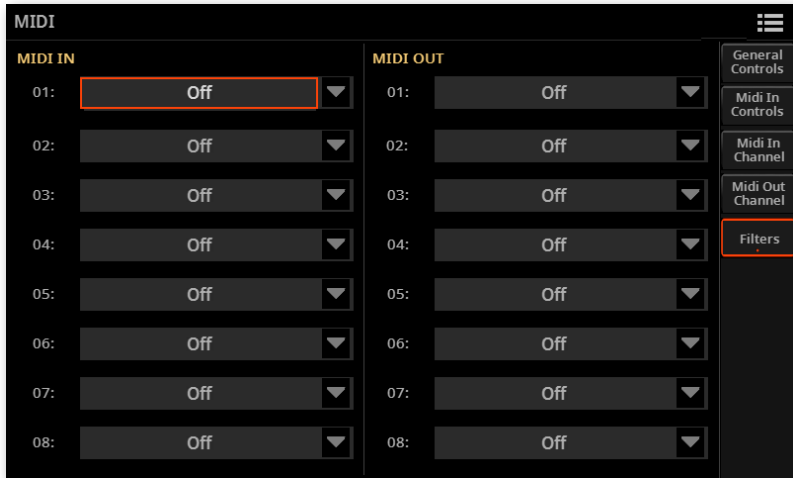 MIDI
MIDI IN
01: Off
02: Off
03: Off
04: Off
05: Off
06: Off
07: Off
08: Off
MIDI OUT
01: Off
02: Off
03: Off
04: Off
05: Off
06: Off
07: Off
08: Off
General
Controls
Midi In
Controls
Midi In
Channel
Midi Out
Channel
Filters